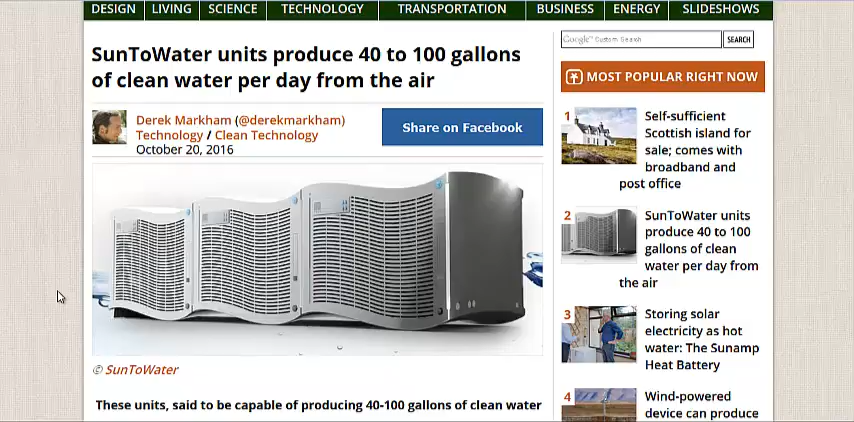 DESIGN LIVING SCIENCE TECHNOLOGY TRANSPORTATION BUSINESS ENERGY SLIDESHOWS
SunToWater units produce 40 to 100 gallons
of clean water per day from the air
Derek Markham (@derekmarkham)
Technology / Clean Technology
October 20, 2016
Share on Facebook
© SunToWater
These units, said to be capable of producing 40-100 gallons of clean water
Google™ Custom Search SEARCH
MOST POPULAR RIGHT NOW
1 Self-sufficient
Scottish island for
sale; comes with
broadband and
post office
2 SunToWater units
produce 40 to 100
gallons of clean
water per day from
the air
3 Storing solar
electricity as hot
water: The Sunamp
Heat Battery
4 Wind-powered
device can produce